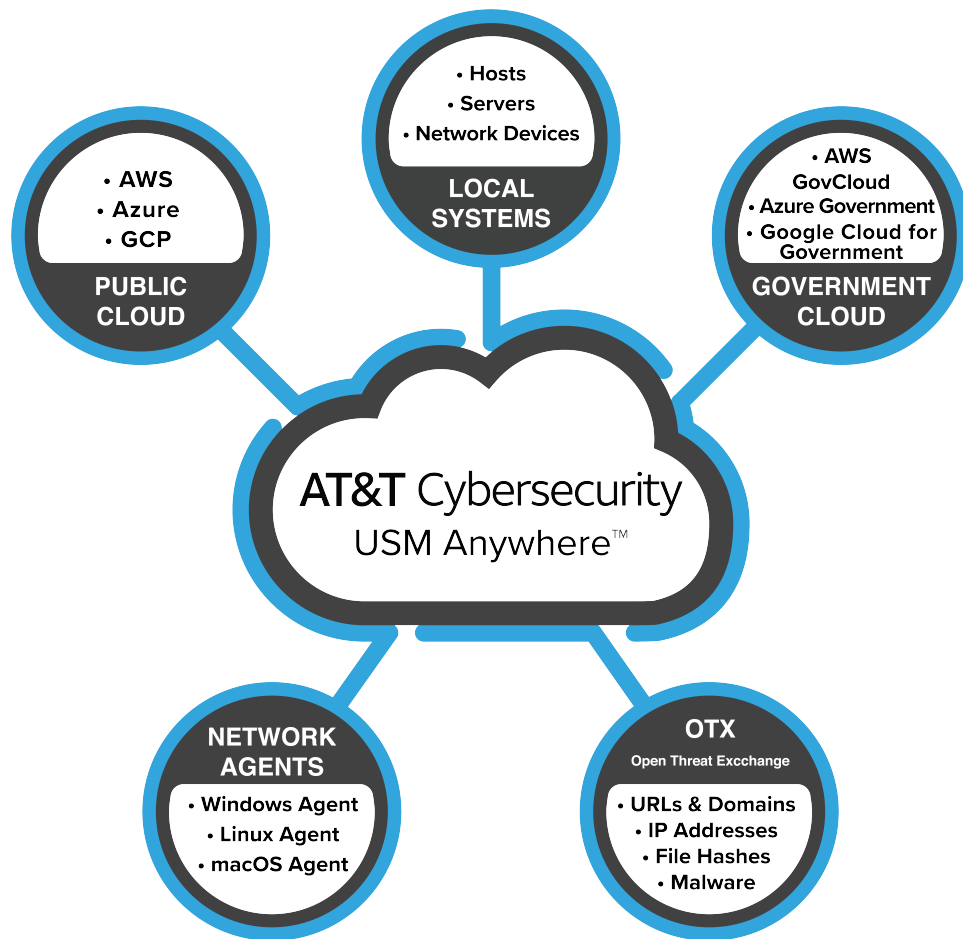 • Hosts
• Servers
• Network Devices
LOCAL
SYSTEMS
• AWS
• Azure
• GCP
PUBLIC
CLOUD
• AWS
GovCloud
• Azure Government
• Google Cloud for
Government
GOVERNMENT
CLOUD
AT&T Cybersecurity
USM Anywhere™
NETWORK
AGENTS
• Windows Agent
• Linux Agent
• macOS Agent
OTX
Open Threat Excchange
• URLs & Domains
• IP Addresses
• File Hashes
• Malware